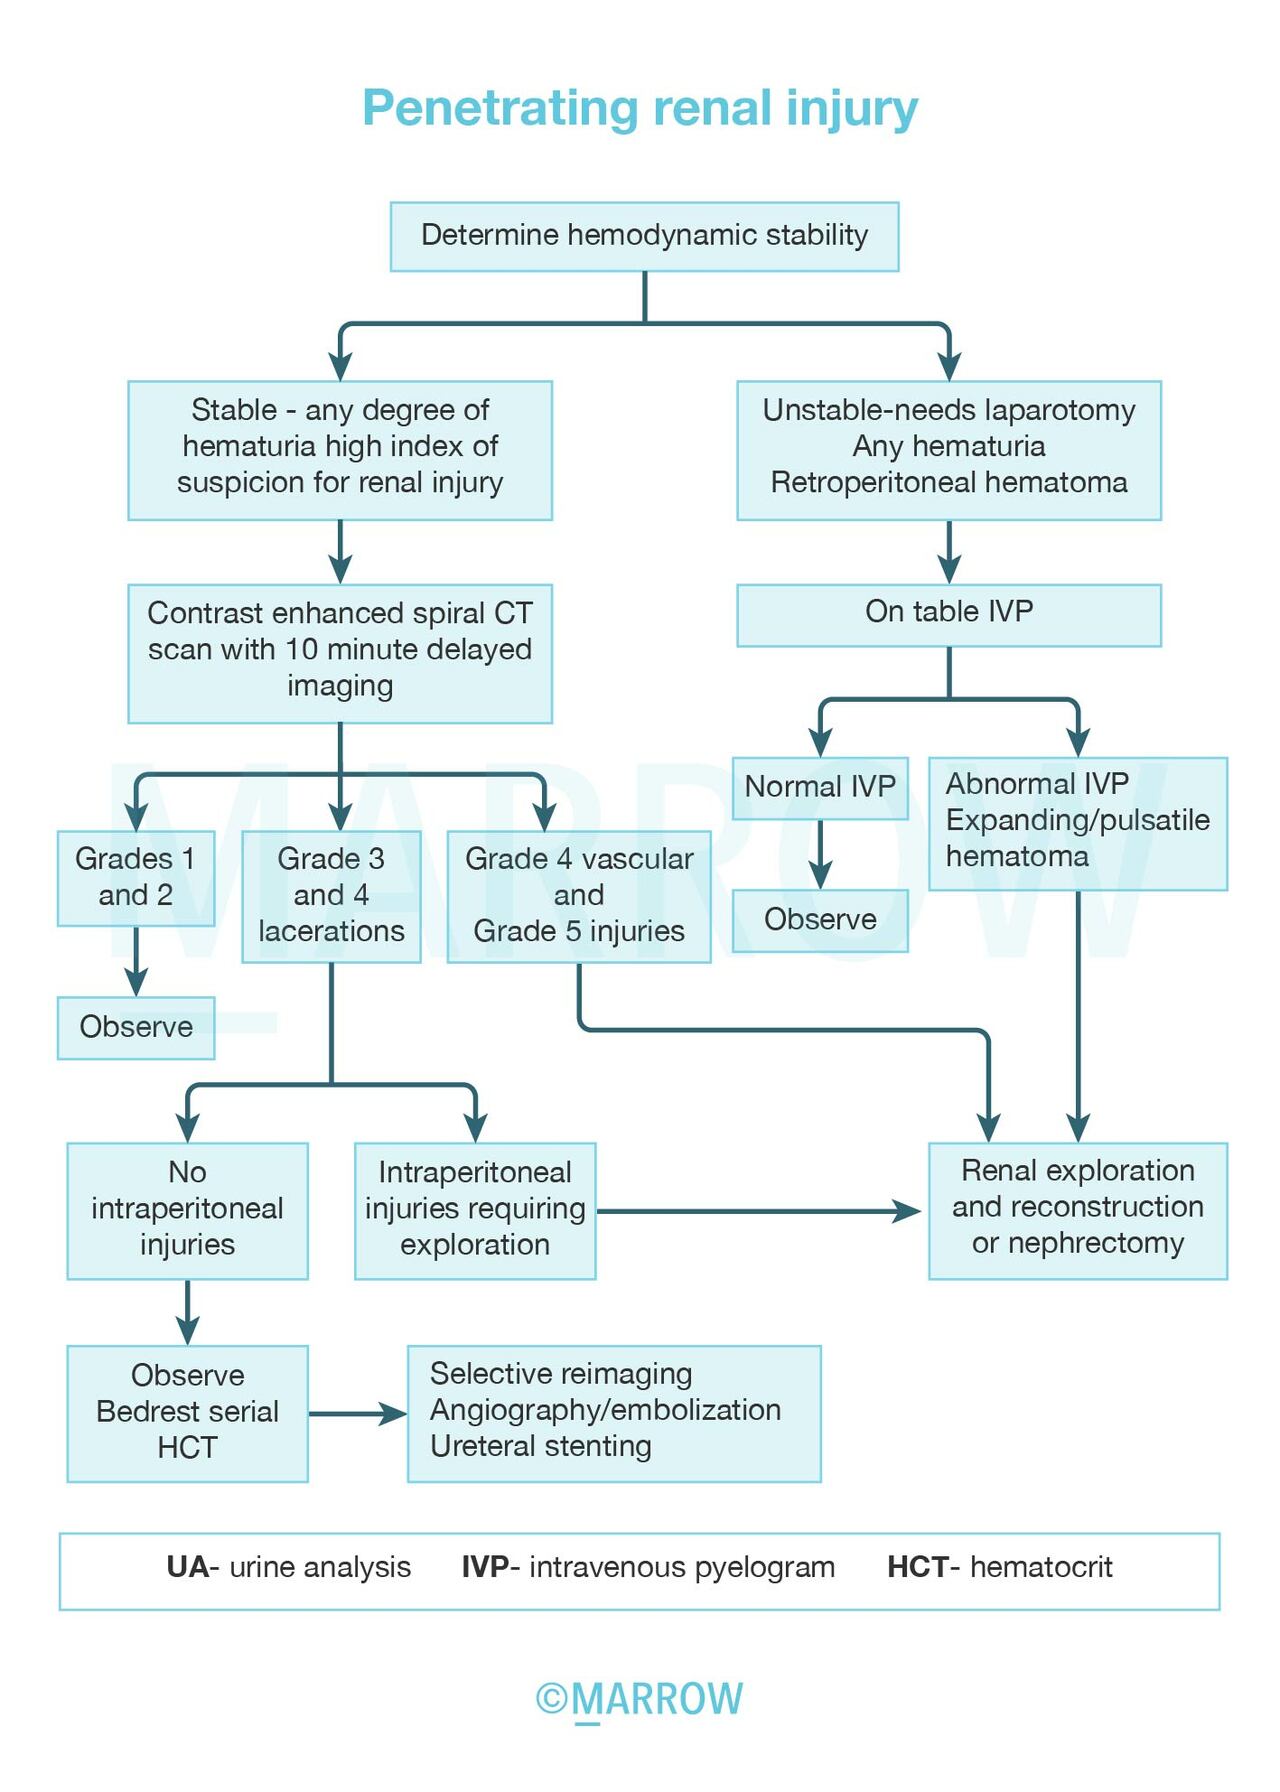 Penetrating renal injury
Determine hemodynamic stability
Stable - any degree of
hematuria high index of
suspicion for renal injury
Unstable-needs laparotomy
Any hematuria
Retroperitoneal hematoma
Contrast enhanced spiral CT
scan with 10 minute delayed
imaging
On table IVP
Normal IVP
Abnormal IVP
Expanding/pulsatile
hematoma
Grades 1
and 2
Grade 3
and 4
lacerations
Grade 4 vascular
and
Grade 5 injuries
Observe
Observe
No
intraperitoneal
injuries
Intraperitoneal
injuries requiring
exploration
Renal exploration
and reconstruction
or nephrectomy
Observe
Bedrest serial
HCT
Selective reimaging
Angiography/embolization
Ureteral stenting
UA- urine analysis IVP- intravenous pyelogram HCT- hematocrit
©MARROW
MARROW